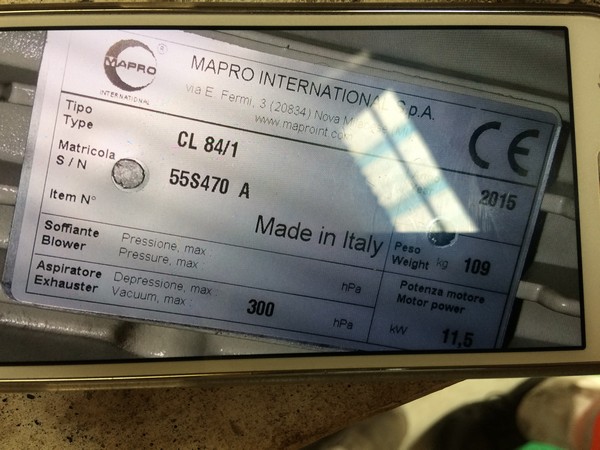 MAPRO
®
INTERNATIONAL
MAPRO INTERNATIONAL S.p.A.
via E. Fermi, 3 (20834) Nova
www.maproint.com
CE
Tipo
Type
CL 84/1
Matricola
S / N
55S470 A
2015
Item N°
Made in Italy
Peso
Weight kg 109
Soffiante
Blower
Pressione, max
Pressure, max
hPa
Aspiratore
Exhauster
Depressione, max
Vacuum, max
300
hPa
Potenza motore
Motor power
kW 11,5